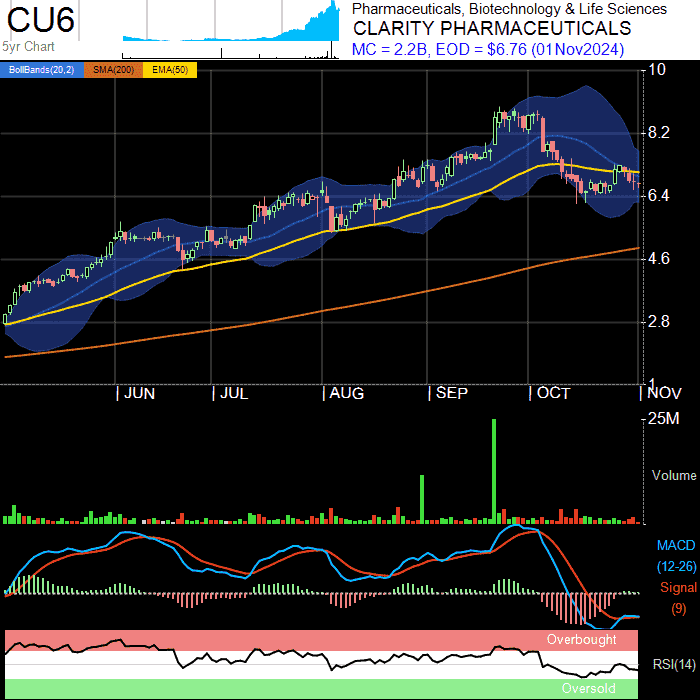 CU6
5yr Chart
Pharmaceuticals, Biotechnology & Life Sciences
CLARITY PHARMACEUTICALS
MC = 2.2B, EOD = $6.76 (01Nov2024)
BollBands(20,2) SMA(200) EMA(50)
10
8.2
6.4
4.6
2.8
1
JUN JUL AUG SEP OCT NOV
25M
Volume
MACD
(12-26)
Signal
(9)
Overbought
RSI(14)
Oversold